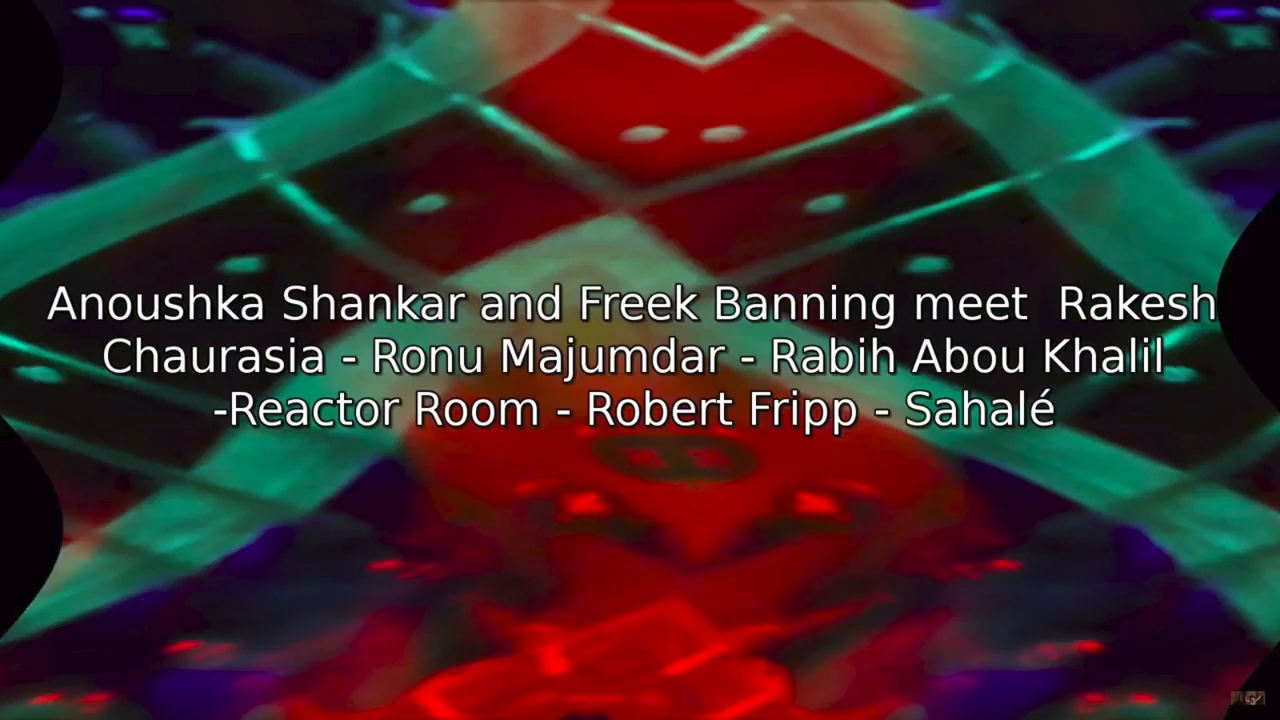 Anoushka Shankar and Freek Banning meet  Rakesh
Chaurasia - Ronu Majumdar - Rabih Abou Khalil
-Reactor Room - Robert Fripp - Sahalé